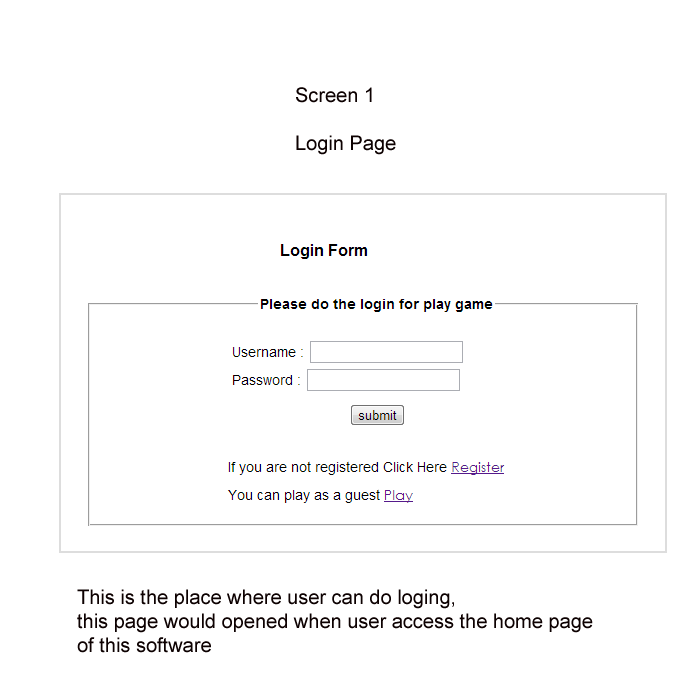 Screen 1
Login Page
Login Form
Please do the login for play game
Username :
Password :
submit
If you are not registered Click Here Register
You can play as a guest Play
This is the place where user can do loging,
this page would opened when user access the home page
of this software